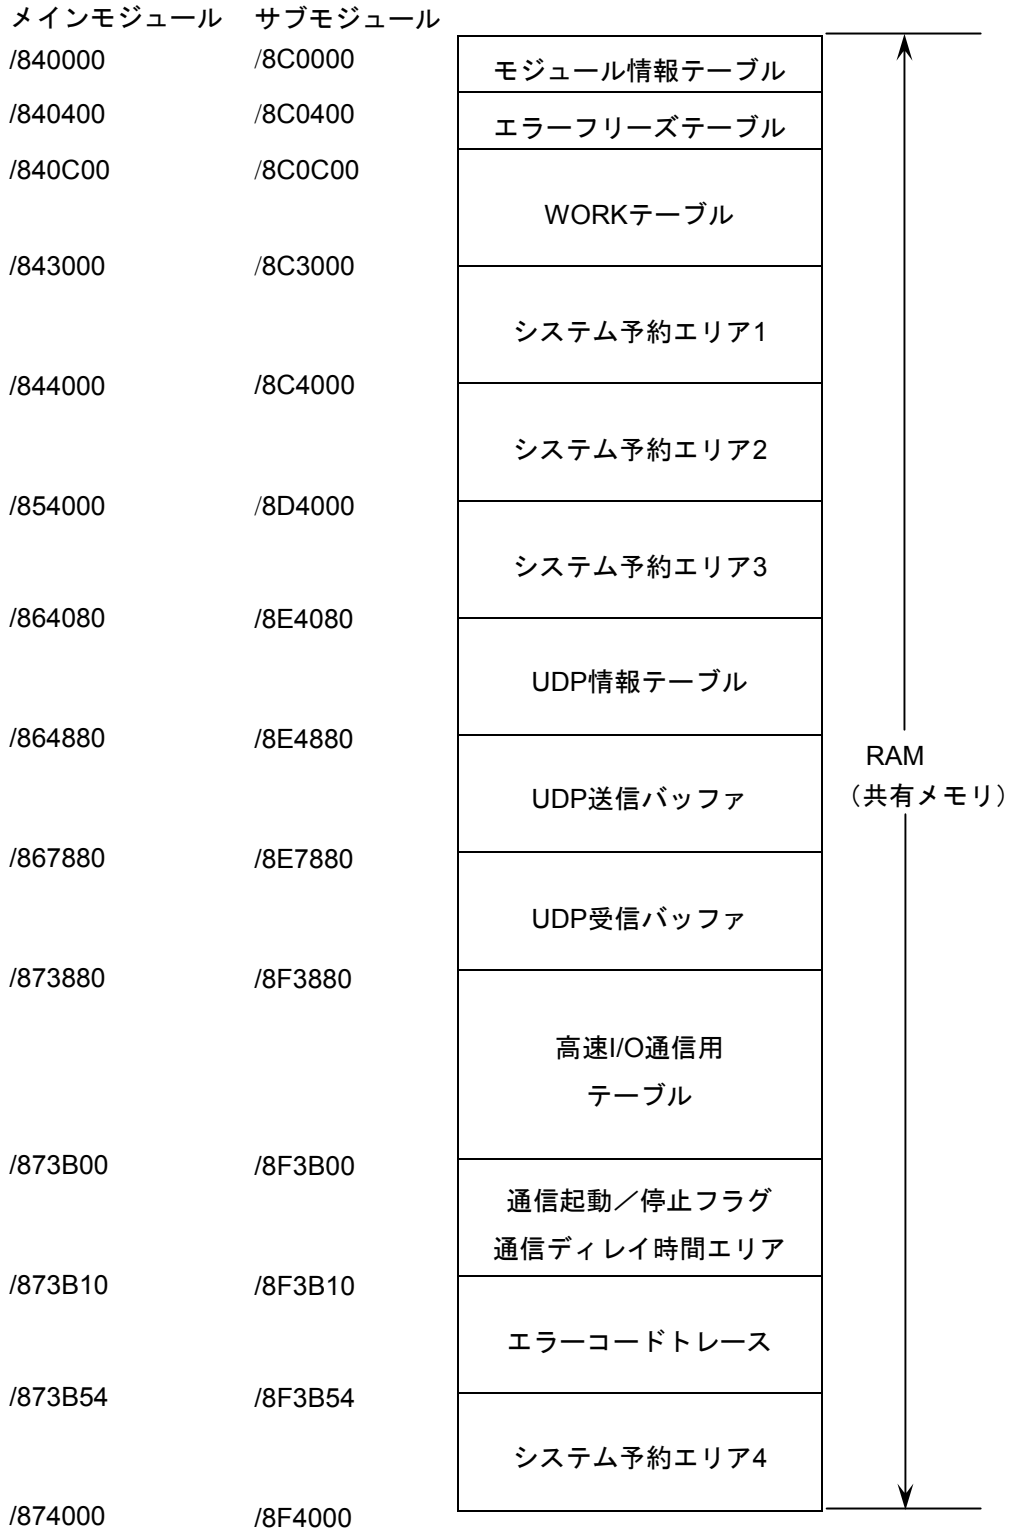 メインモジュール サブモジュール
/840000 /8C0000
モジュール情報テーブル
/840400 /8C0400
エラーフリーズテーブル
/840C00 /8C0C00
WORKテーブル
/843000 /8C3000
システム予約エリア1
/844000 /8C4000
システム予約エリア2
/854000 /8D4000
システム予約エリア3
/864080 /8E4080
UDP情報テーブル
/864880 /8E4880
RAM
（共有メモリ）
UDP送信バッファ
/867880 /8E7880
UDP受信バッファ
/873880 /8F3880
高速I/O通信用
テーブル
/873B00 /8F3B00
通信起動／停止フラグ
通信ディレイ時間エリア
/873B10 /8F3B10
エラーコードトレース
/873B54 /8F3B54
システム予約エリア4
/874000 /8F4000